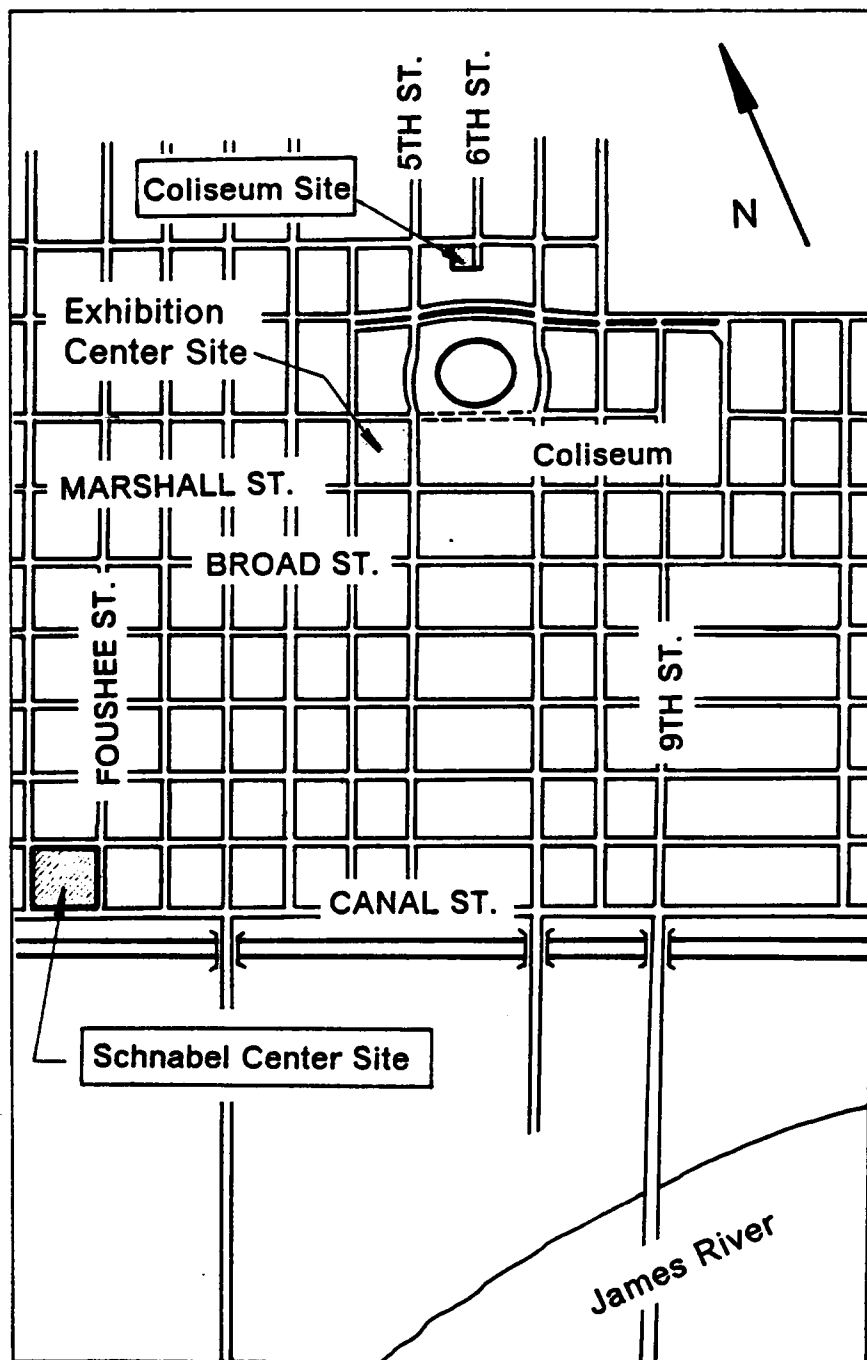 5TH ST.
6TH ST.
Coliseum Site
N
Exhibition
Center Site
Coliseum
MARSHALL ST.
BROAD ST.
FOUSHEE ST.
9TH ST.
CANAL ST.
Schnabel Center Site
James River